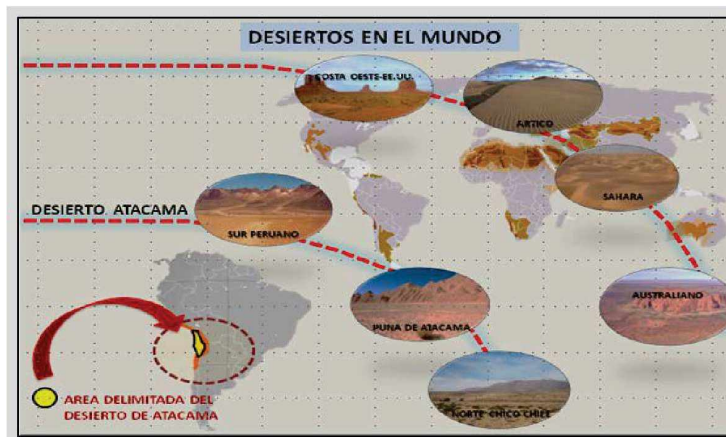 DESIERTOS EN EL MUNDO
COSTA OESTE-EE.UU.
ARTICO
SAHARA
DESIERTO ATACAMA
SUR PERUANO
AUSTRALIANO
PUNA DE ATACAMA
NORTE CHICO CHILE
AREA DELIMITADA DEL
DESIERTO DE ATACAMA